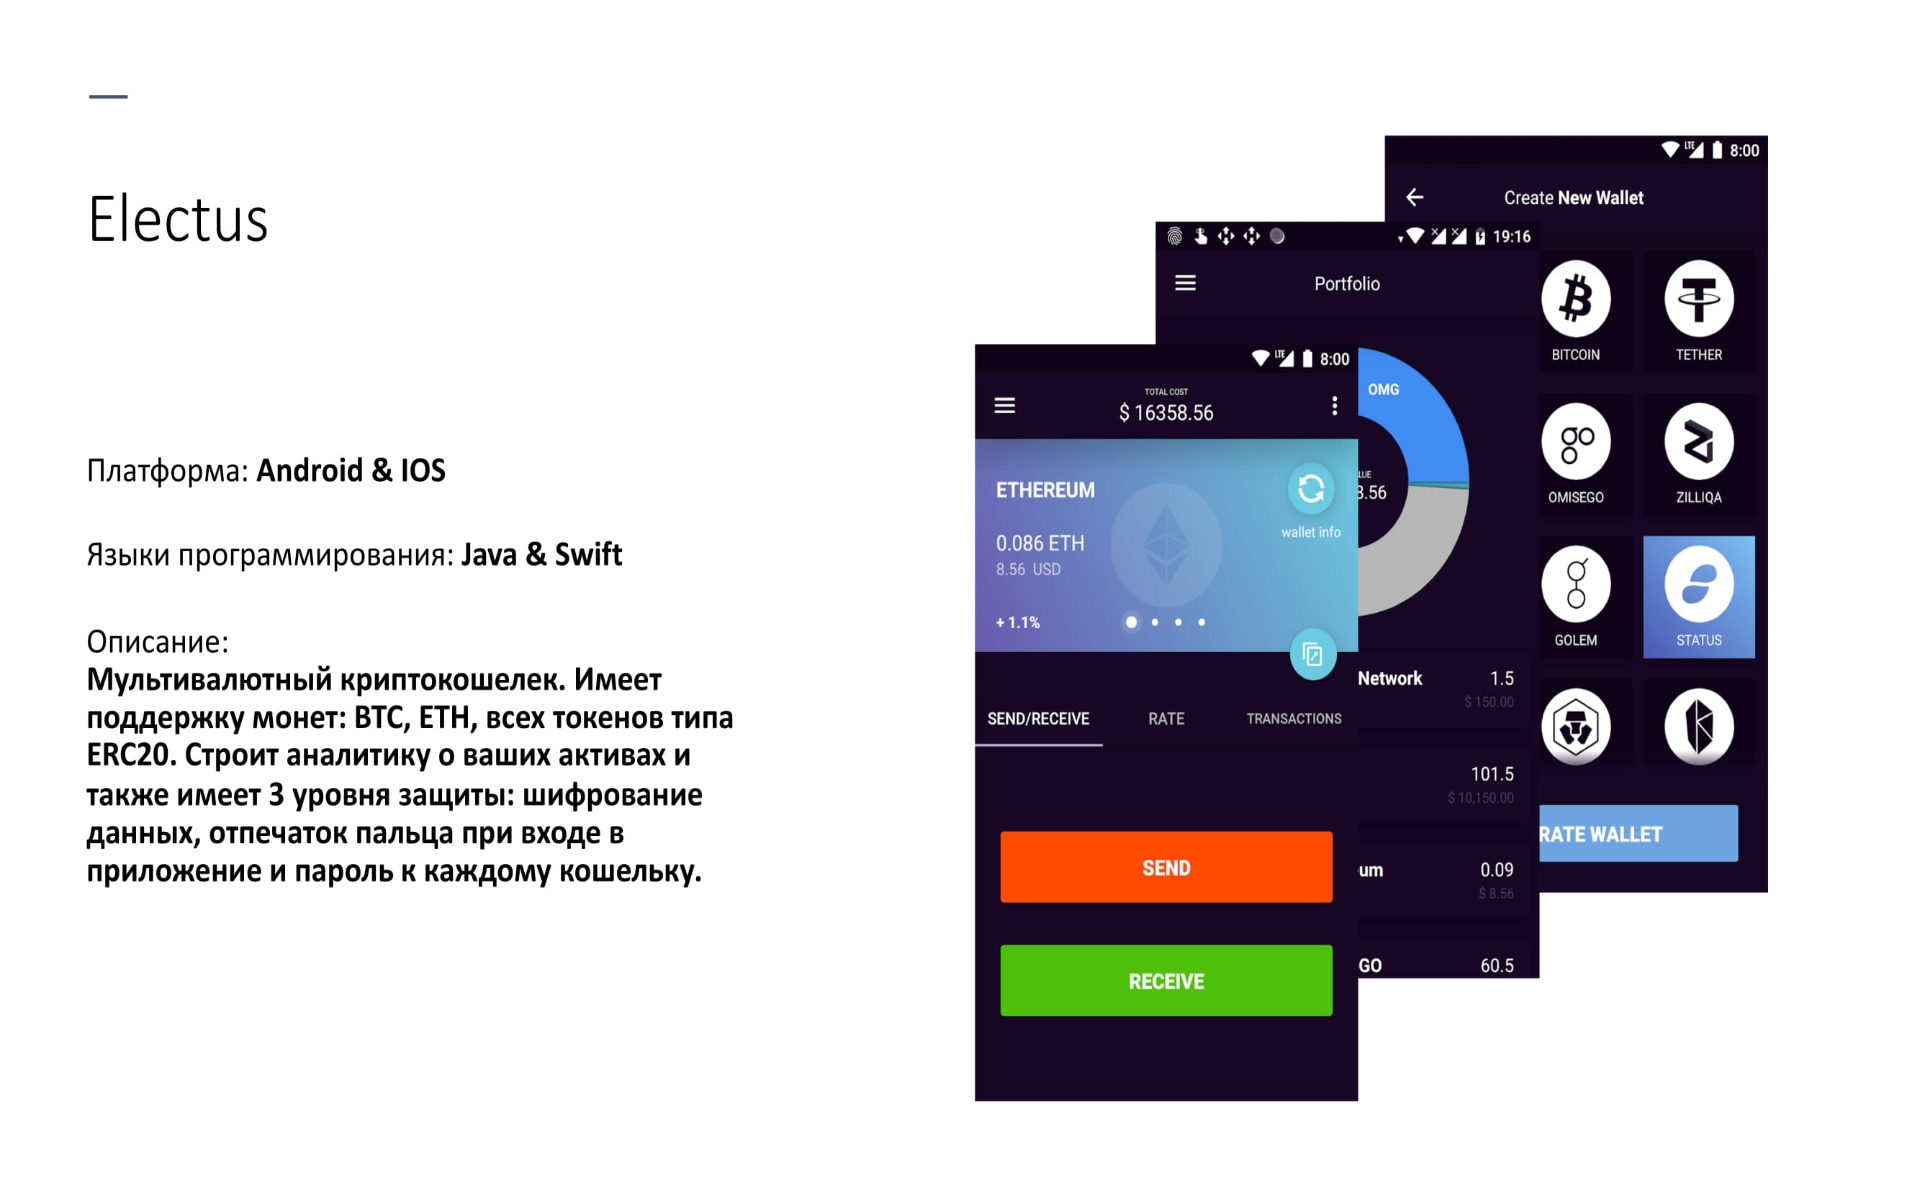 Electus
Платформа: Android & IOS
Языки программирования: Java & Swift
Описание:
Мультивалютный криптокошелек. Имеет
поддержку монет: BTC, ETH, всех токенов типа
ERC20. Строит аналитику о ваших активах и
также имеет 3 уровня защиты: шифрование
данных, отпечаток пальца при входе в
приложение и пароль к каждому кошельку.
LTE 8:00
TOTAL COST
$ 16358.56
ETHEREUM
0.086 ETH
8.56 USD
wallet info
+ 1.1%
SEND/RECEIVE RATE TRANSACTIONS
SEND
RECEIVE
19:16
Portfolio
OMG
LUE
8.56
Network 1.5
$ 150.00
101.5
$ 10,150.00
um 0.09
$ 8.56
GO 60.5
LTE 8:00
Create New Wallet
BITCOIN TETHER
OMISEGO ZILLIQA
GOLEM STATUS
RATE WALLET